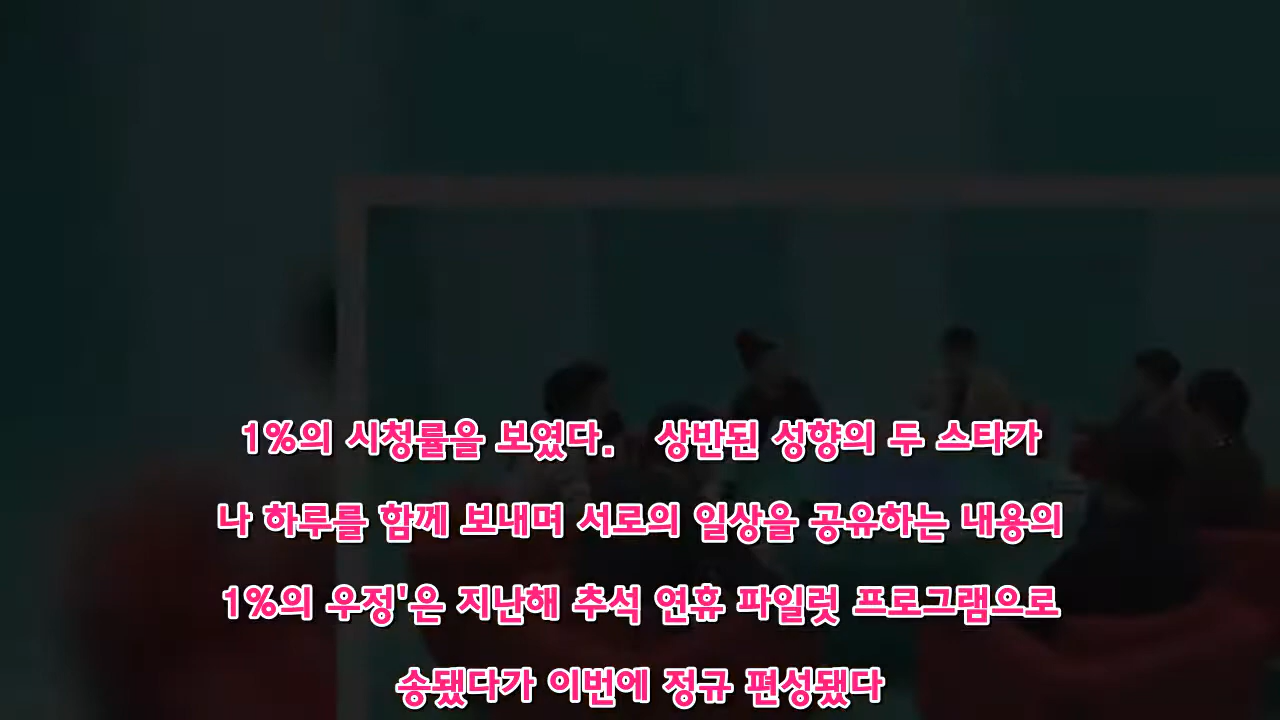 1%의 시청률을 보였다. 상반된 성향의 두 스타가
나 하루를 함께 보내며 서로의 일상을 공유하는 내용의
1%의 우정'은 지난해 추석 연휴 파일럿 프로그램으로
송됐다가 이번에 정규 편성됐다